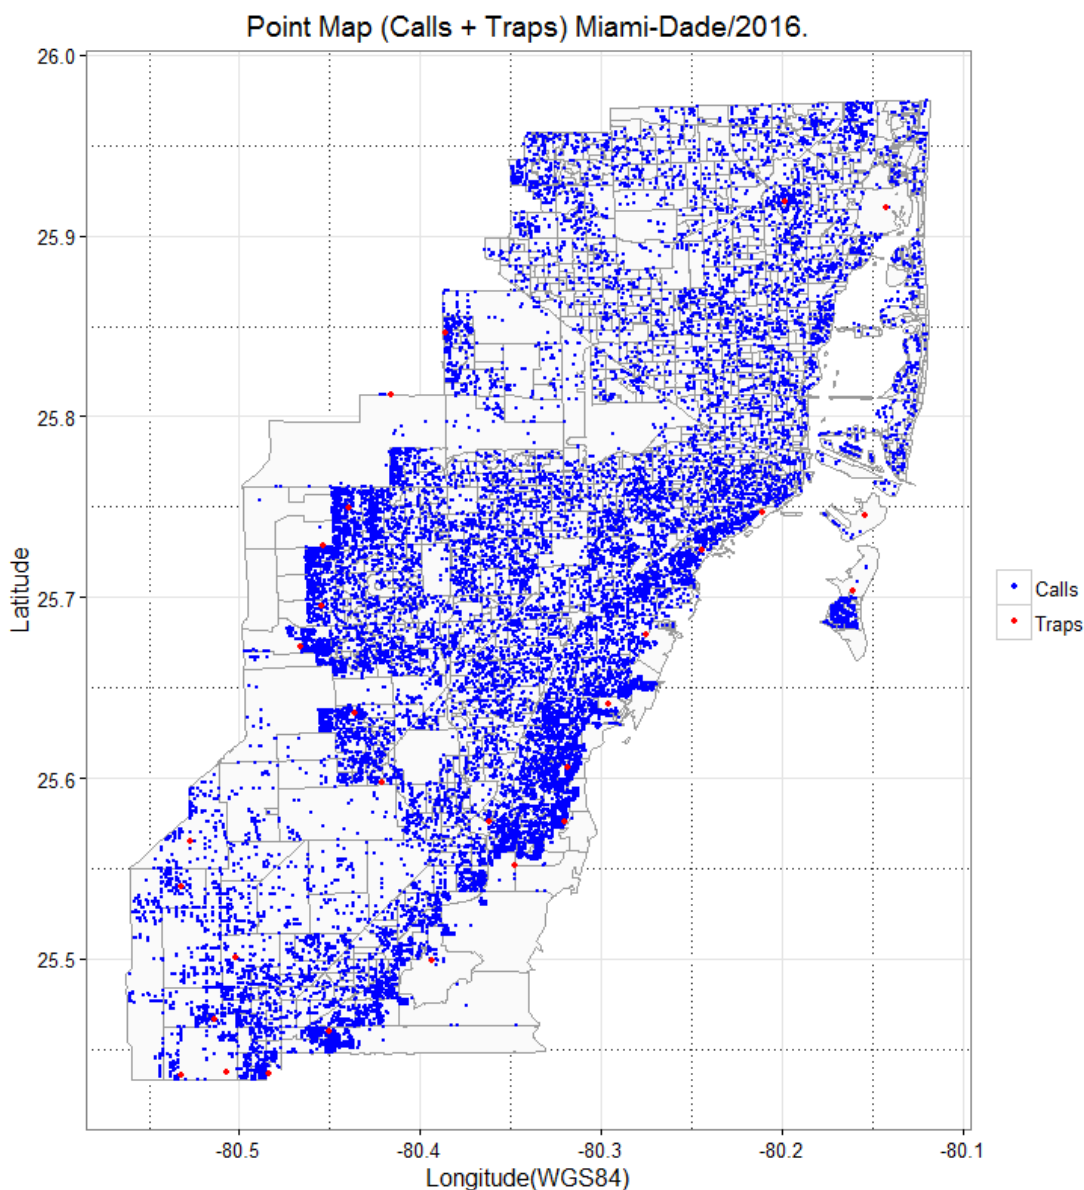 Point Map (Calls + Traps) Miami-Dade/2016.
26.0
25.9
25.8
25.7
25.6
25.5
Latitude
-80.5
-80.4
-80.3
-80.2
-80.1
Longitude(WGS84)
Calls
Traps